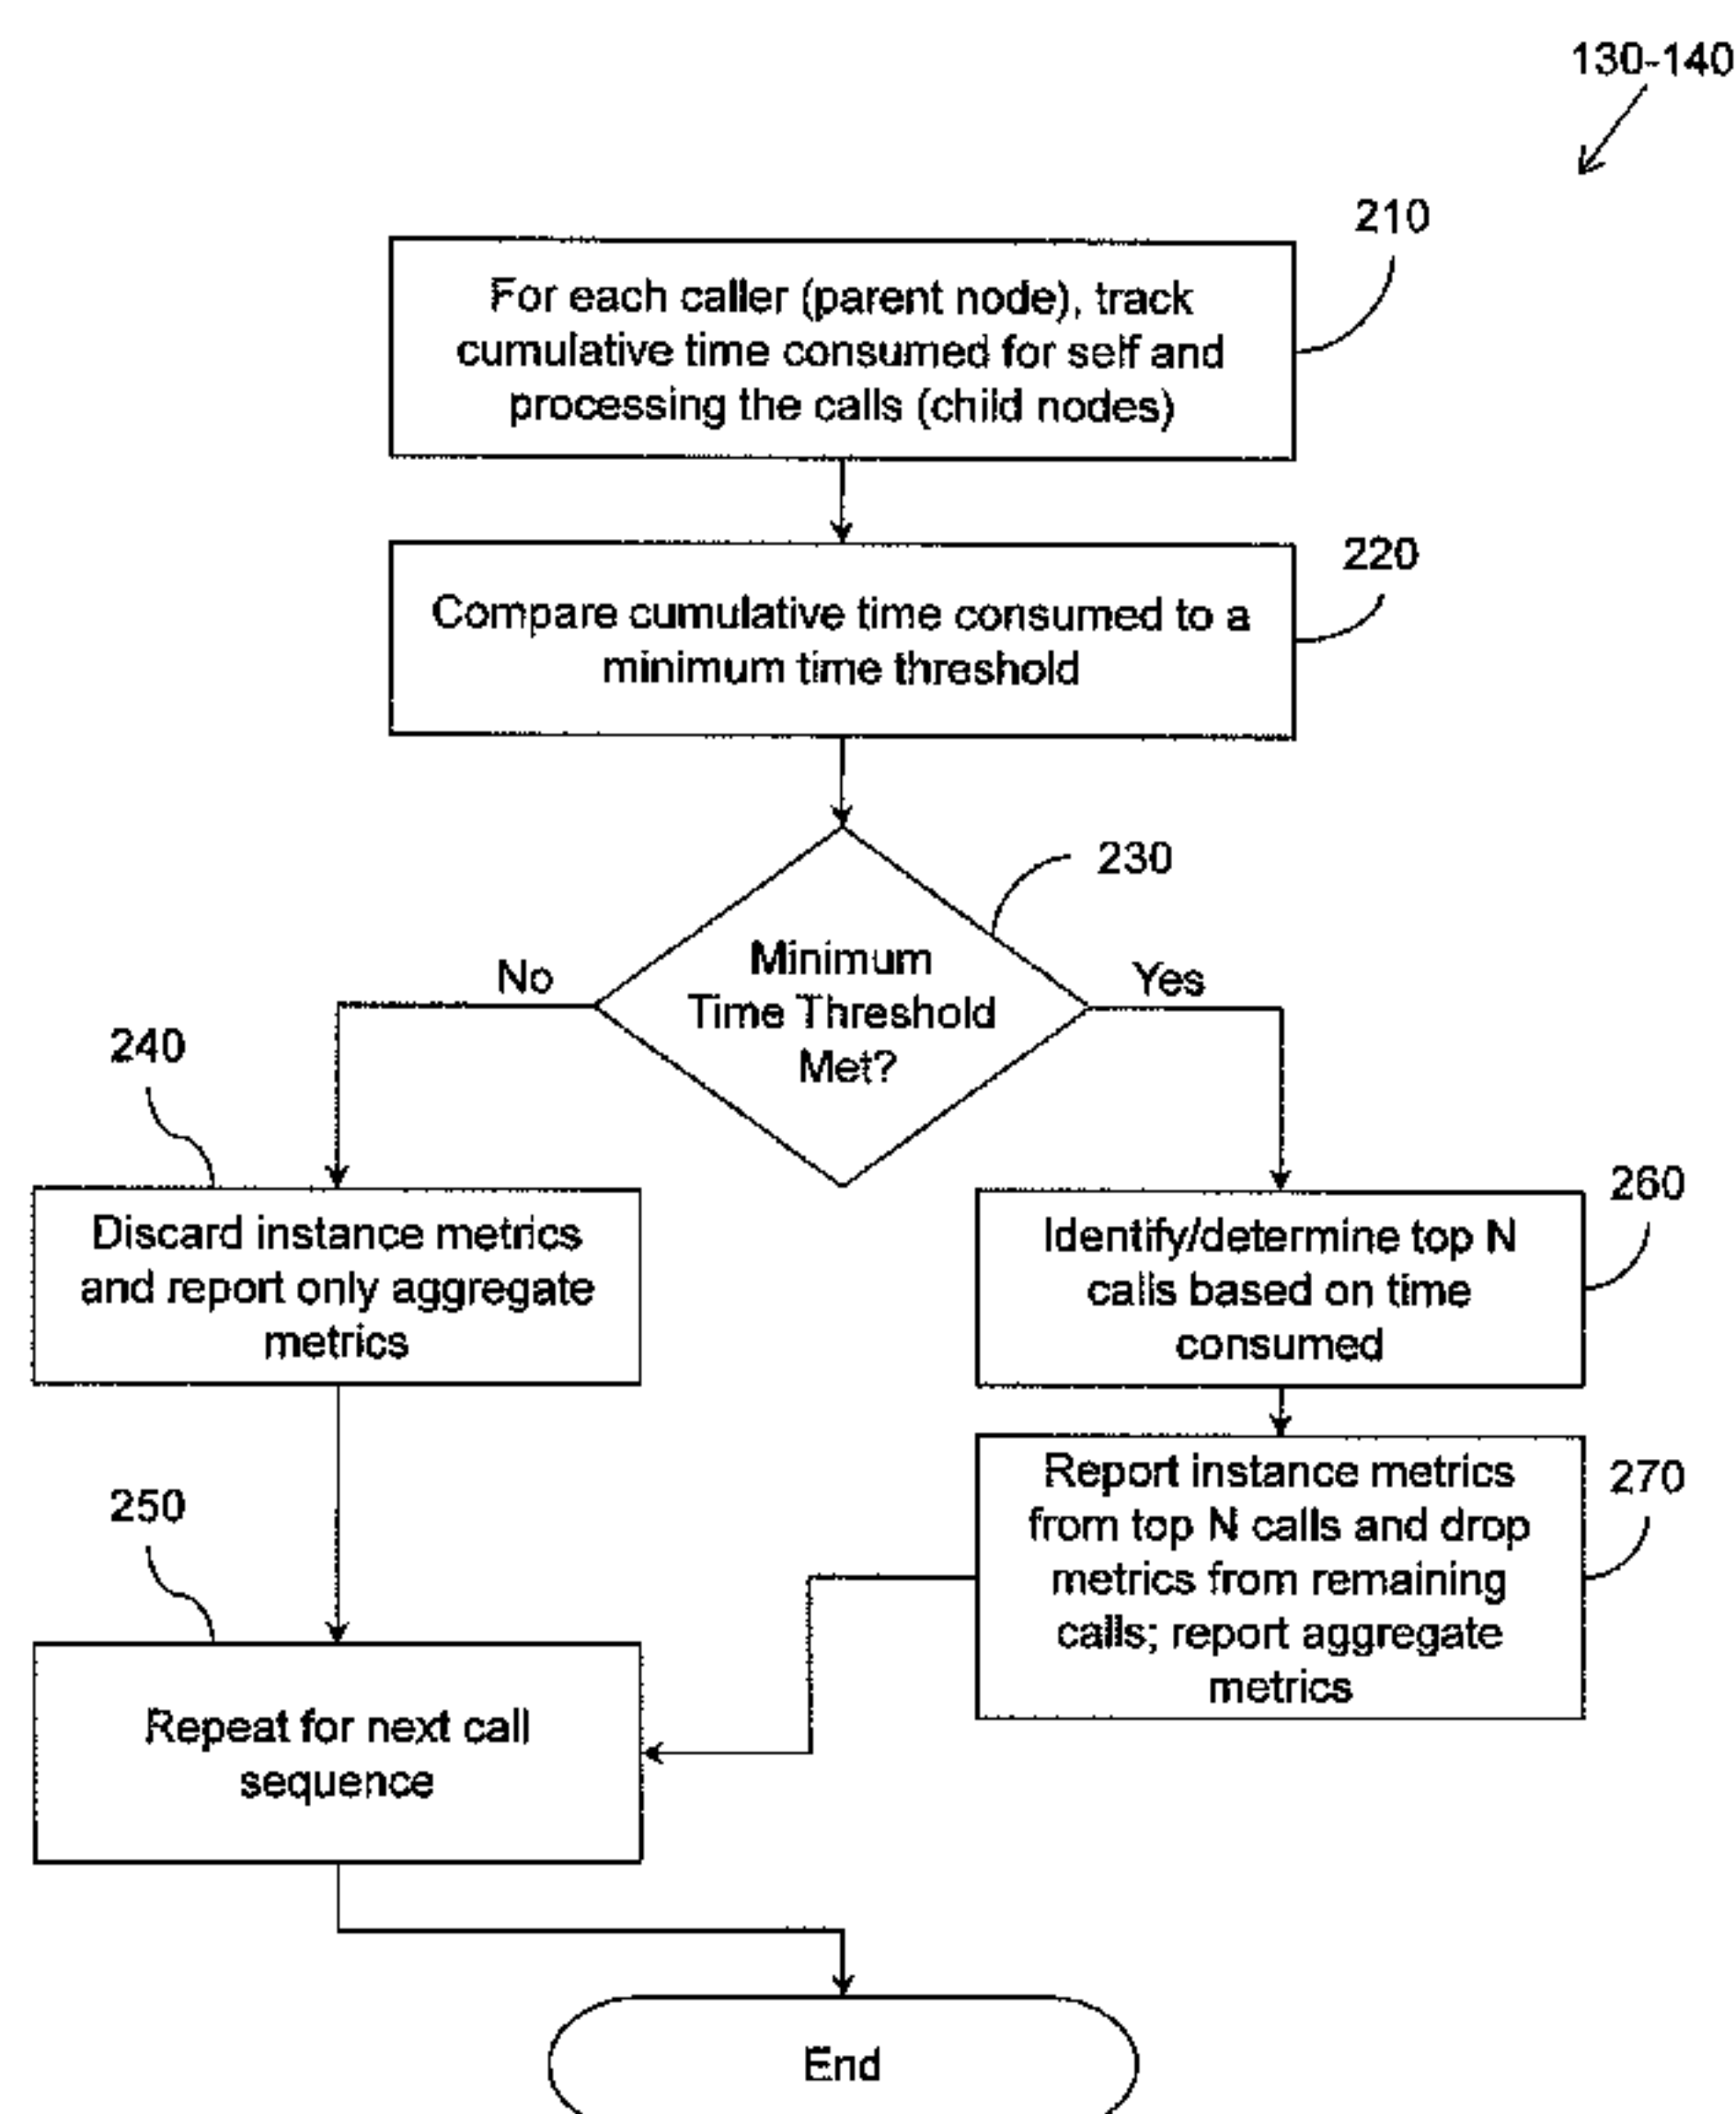 130-140
210
For each caller (parent node), track
cumulative time consumed for self and
processing the calls (child nodes)
220
Compare cumulative time consumed to a
minimum time threshold
230
Minimum
Time Threshold
Met?
No
Yes
240
Discard instance metrics
and report only aggregate
metrics
260
Identify/determine top N
calls based on time
consumed
270
Report instance metrics
from top N calls and drop
metrics from remaining
calls; report aggregate
metrics
250
Repeat for next call
sequence
End